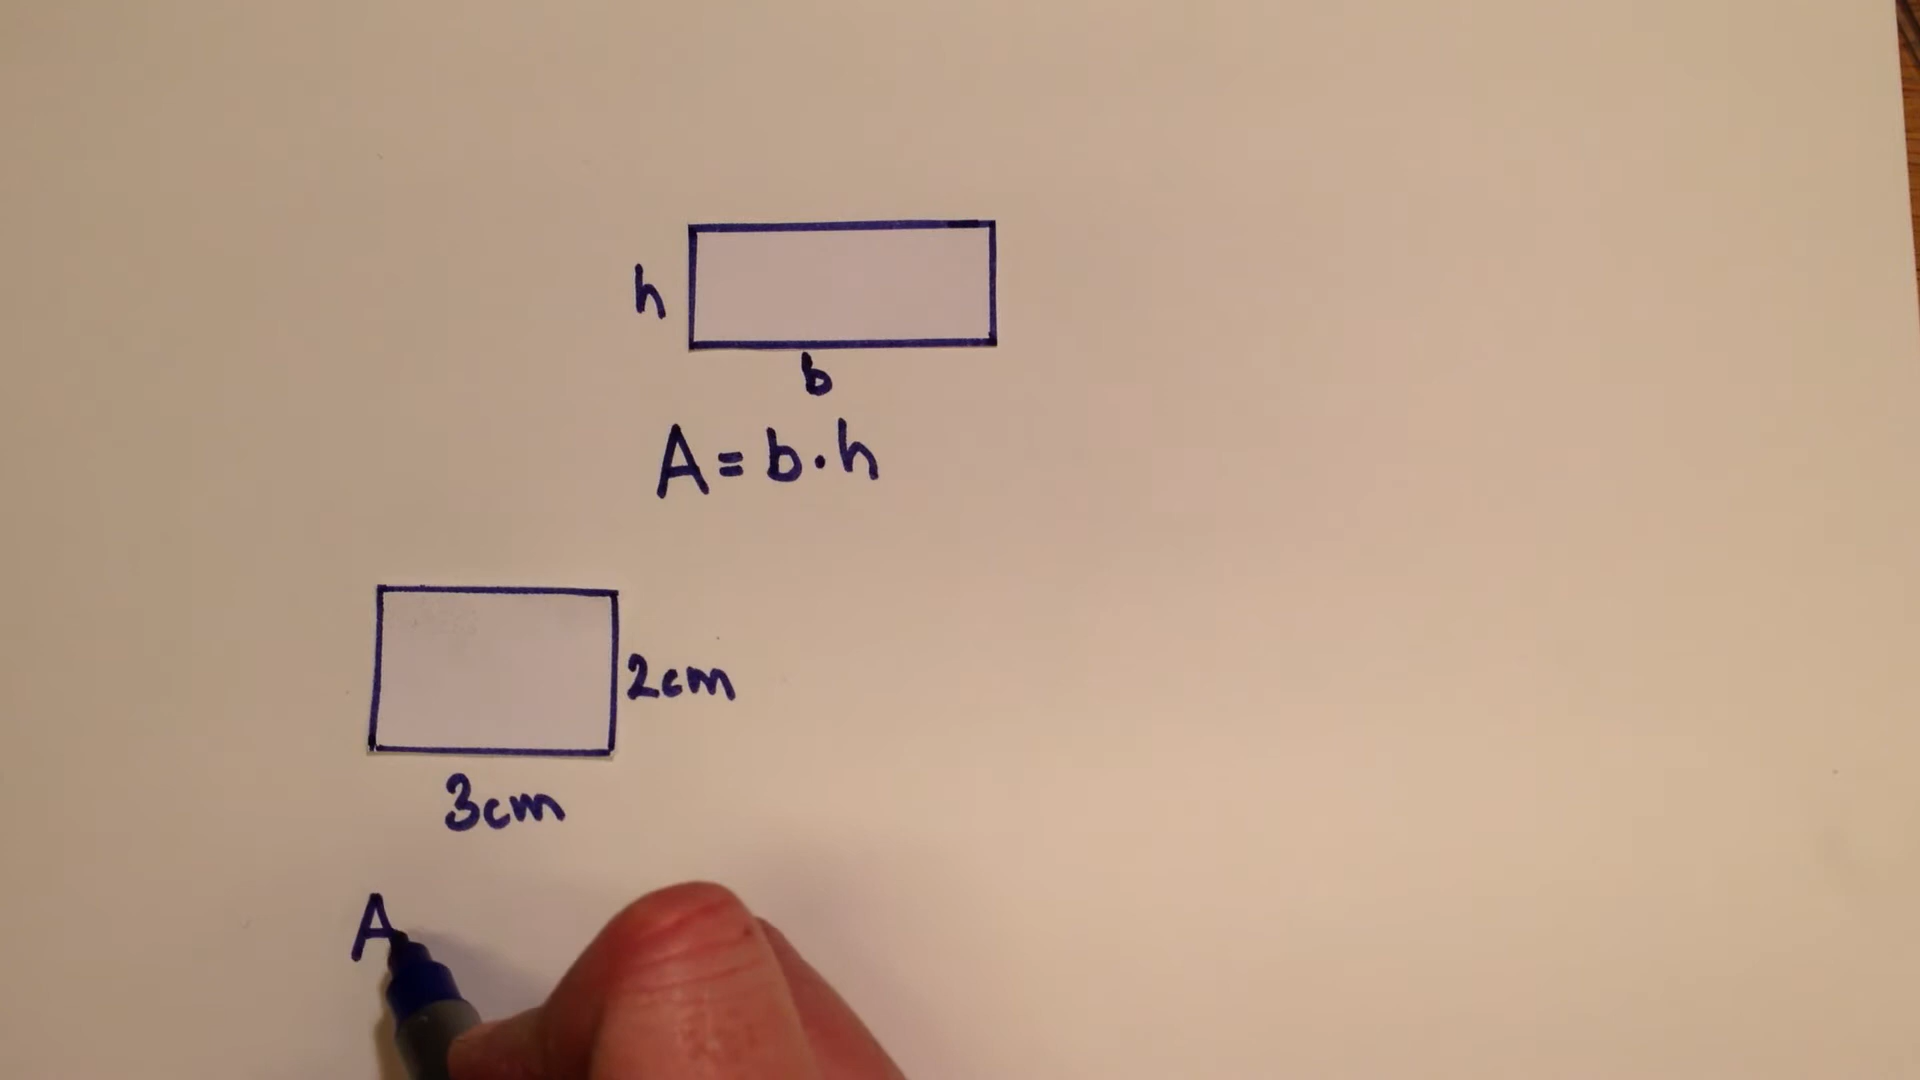 h
b
A = b · h
2cm
3cm
A